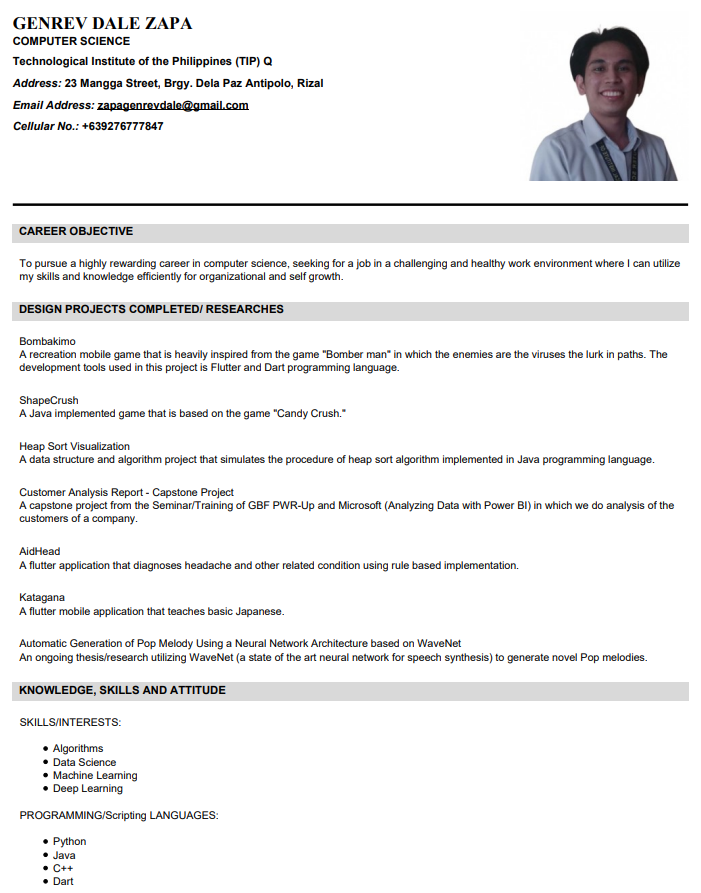 GENREV DALE ZAPA
COMPUTER SCIENCE
Technological Institute of the Philippines (TIP) Q
Address: 23 Mangga Street, Brgy. Dela Paz Antipolo, Rizal
Email Address: zapagenrevdale@gmail.com
Cellular No.: +639276777847
CAREER OBJECTIVE
To pursue a highly rewarding career in computer science, seeking for a job in a challenging and healthy work environment where I can utilize
my skills and knowledge efficiently for organizational and self growth.
DESIGN PROJECTS COMPLETED/ RESEARCHES
Bombakimo
A recreation mobile game that is heavily inspired from the game "Bomber man" in which the enemies are the viruses the lurk in paths. The
development tools used in this project is Flutter and Dart programming language.
ShapeCrush
A Java implemented game that is based on the game "Candy Crush."
Heap Sort Visualization
A data structure and algorithm project that simulates the procedure of heap sort algorithm implemented in Java programming language.
Customer Analysis Report - Capstone Project
A capstone project from the Seminar/Training of GBF PWR-Up and Microsoft (Analyzing Data with Power BI) in which we do analysis of the
customers of a company.
AidHead
A flutter application that diagnoses headache and other related condition using rule based implementation.
Katagana
A flutter mobile application that teaches basic Japanese.
Automatic Generation of Pop Melody Using a Neural Network Architecture based on WaveNet
An ongoing thesis/research utilizing WaveNet (a state of the art neural network for speech synthesis) to generate novel Pop melodies.
KNOWLEDGE, SKILLS AND ATTITUDE
SKILLS/INTERESTS:
● Algorithms
● Data Science
● Machine Learning
● Deep Learning
PROGRAMMING/Scripting LANGUAGES:
● Python
● Java
● C++
● Dart